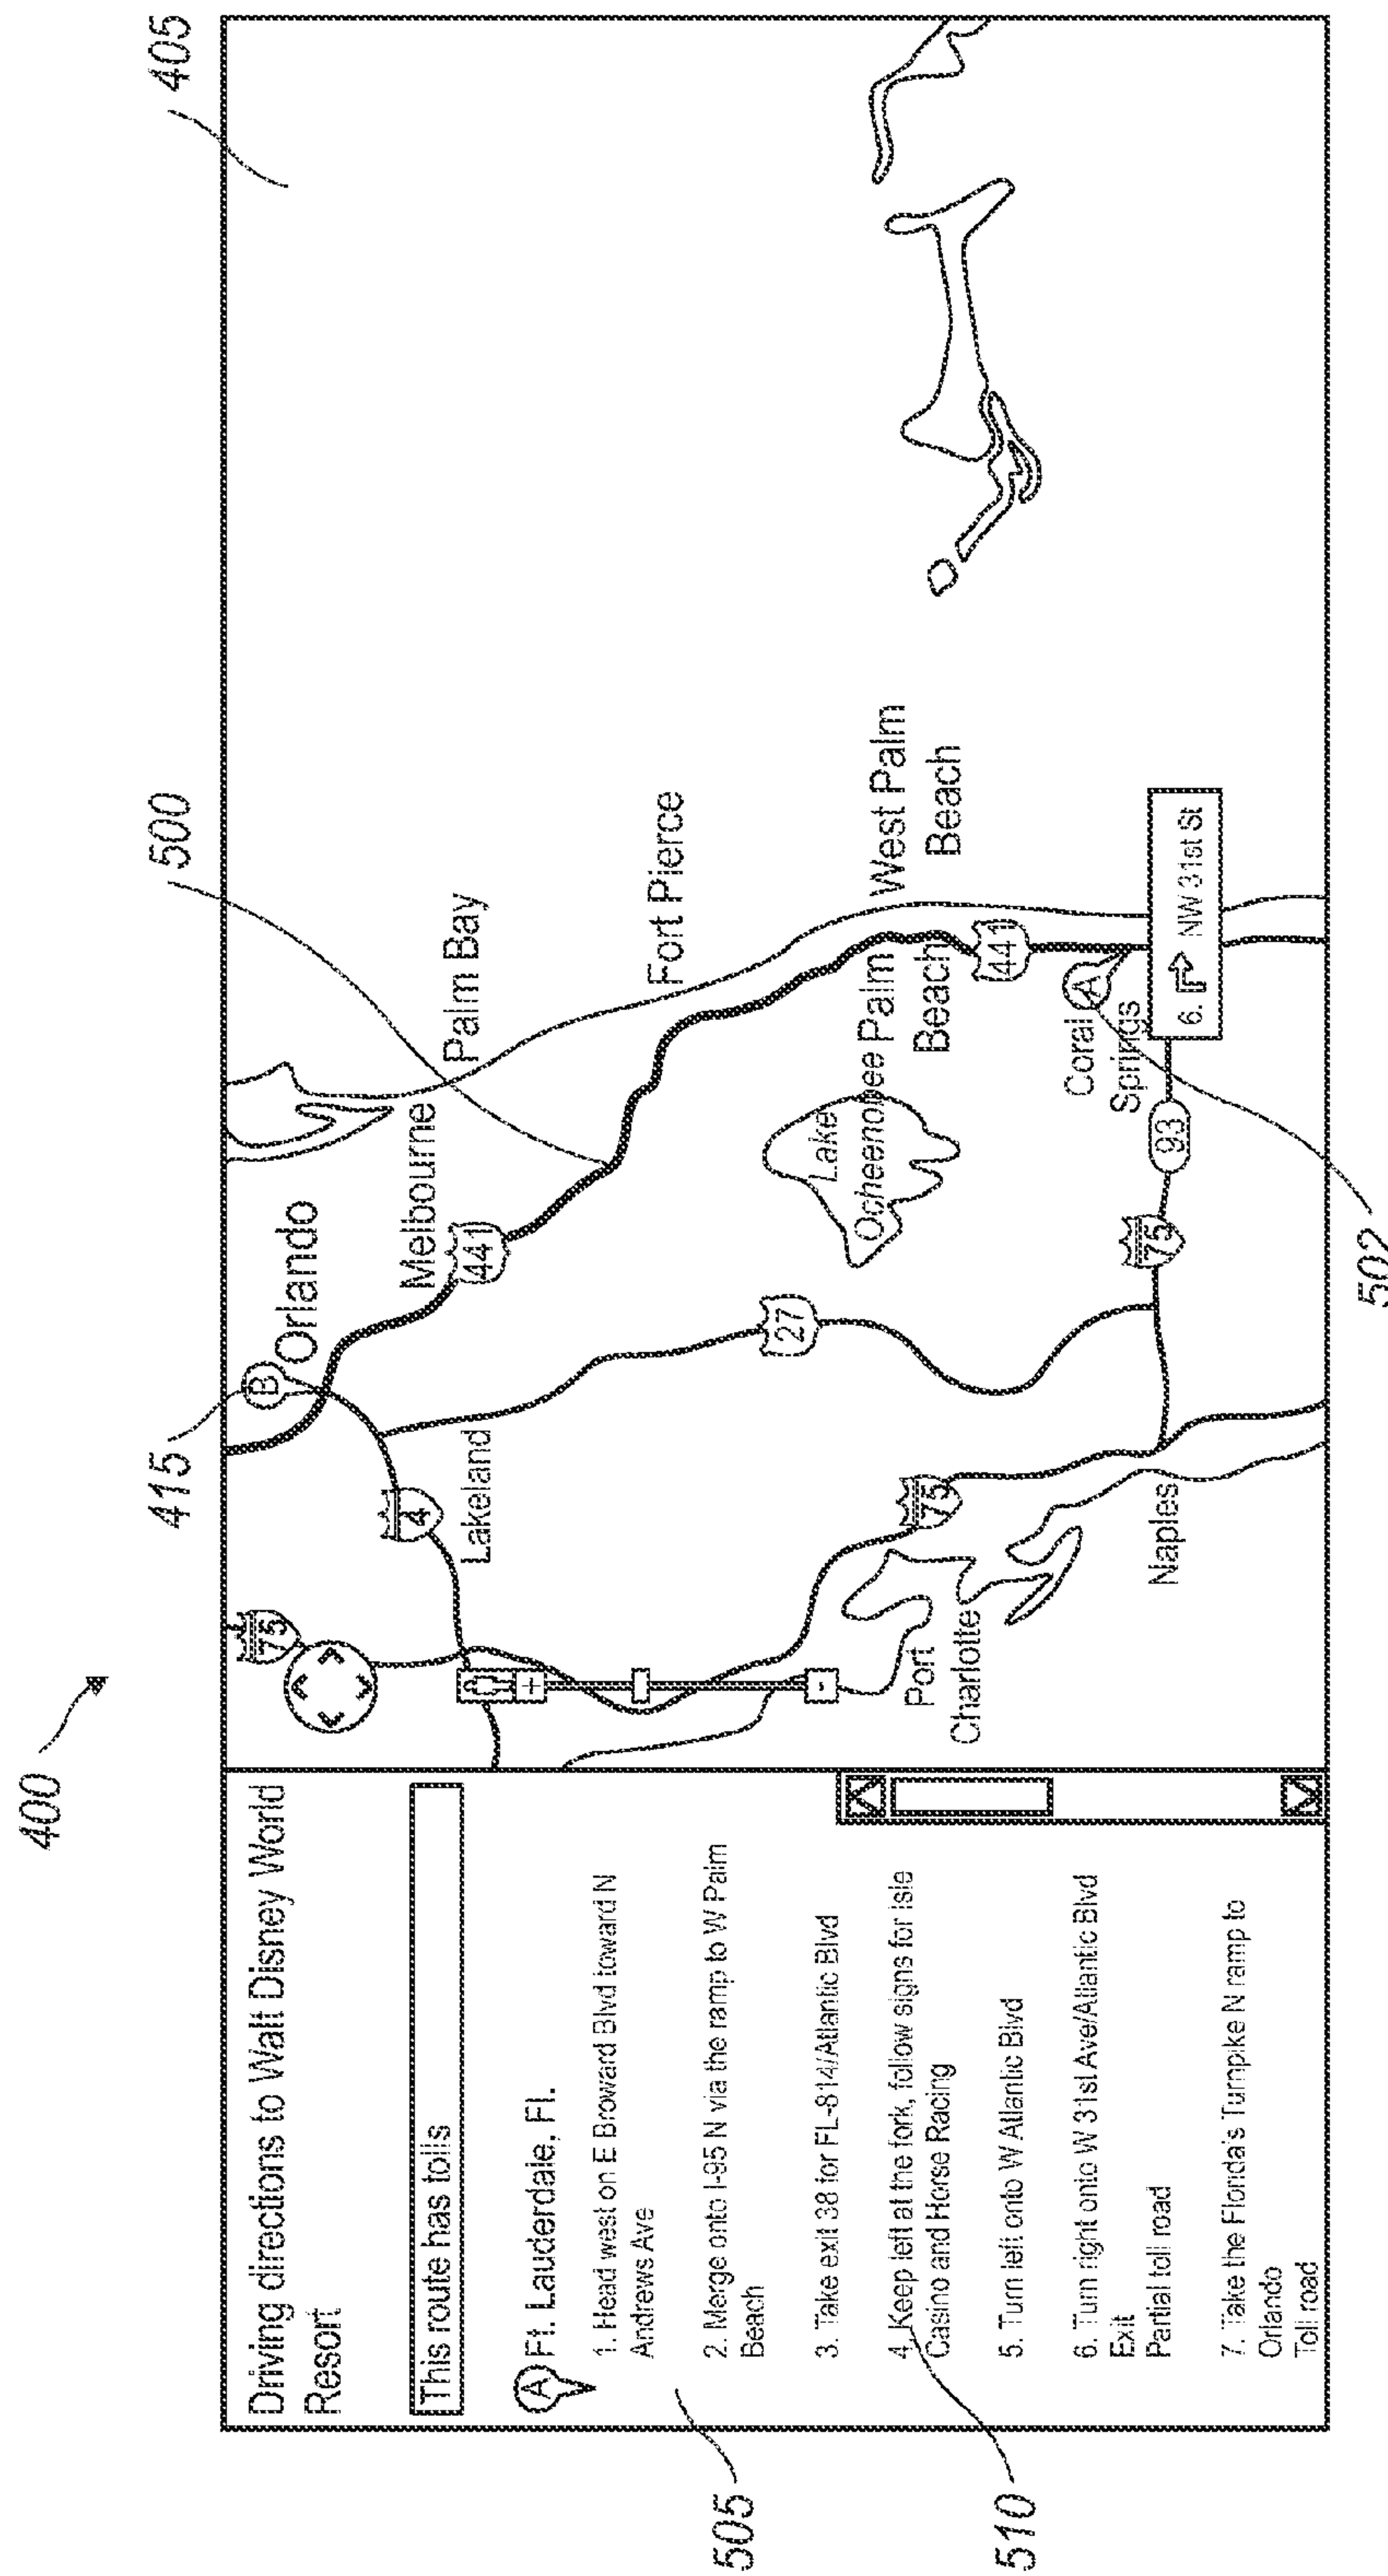 400
415
500
405
Driving directions to Walt Disney World
Resort
This route has tolls
A
Ft. Lauderdale, Fl.
1. Head west on E Broward Blvd toward N
Andrews Ave
2. Merge onto I-95 N via the ramp to W Palm
Beach
3. Take exit 38 for FL-814/Atlantic Blvd
4. Keep left at the fork, follow signs for Isle
Casino and Horse Racing
5. Turn left onto W Atlantic Blvd
6. Turn right onto W 31st Ave/Atlantic Blvd
Exit
Partial toll road
7. Take the Florida's Turnpike N ramp to
Orlando
Toll road
505
510
75
B
Orlando
4
Melbourne
Palm Bay
441
Lakeland
+
-
Fort Pierce
27
Lake
Ocheenobee
Palm
Beach
West Palm
Beach
75
Port
Charlotte
441
A
Coral
Springs
Naples
75
93
6.
NW 31st St
502